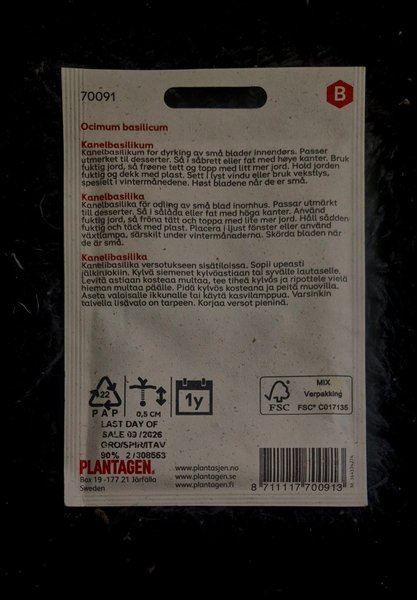 70091
B
Ocimum basilicum
Kanelbasilikum
Kanelbasilikum for dyrking av små blader innendørs. Passer
utmerket til desserter. Så i såbrett eller fat med høye kanter. Bruk
fuktig jord, så frøene tett og topp med litt mer jord. Hold jorden
fuktig og dekk med plast. Sett i lyst vindu eller bruk vekstlys,
spesielt i vintermånedene. Høst bladene når de er små.
Kanelbasilika
Kanelbasilika för odling av små blad inomhus. Passar utmärkt
till desserter. Så i sålåda eller fat med höga kanter. Använd
fuktig jord, så fröna tätt och toppa med lite mer jord. Håll sådden
fuktig och täck med plast. Placera i ljust fönster eller använd
växtlampa, särskilt under vintermånaderna. Skörda bladen när
de är små.
Kanelibasilika
Kanelibasilika versotukseen sisätiloissa. Sopii upeasti
jälkiruokiin. Kylvä siemenet kylvöastiaan tai syvälle lautaselle.
Levitä astiaan kosteaa multaa, tee tiheä kylvös ja ripottele vielä
hieman multaa päälle. Pidä kylvös kosteana ja peitä muovilla.
Aseta valoisalle ikkunalle tai käytä kasvilamppua. Varsinkin
talvella lisävalo on tarpeen. Korjaa versot pieninä.
22
PAP
0,5 CM
1y
FSC
MIX
Verpakking
FSC® C017135
LAST DAY OF
SALE 09/2026
GRO/SPIR/ITÄV
90% 2/308553
PLANTAGEN
Box 19 -177 21 Järfälla
Sweden
www.plantasjen.no
www.plantagen.se
www.plantagen.fi
8 711117 700913